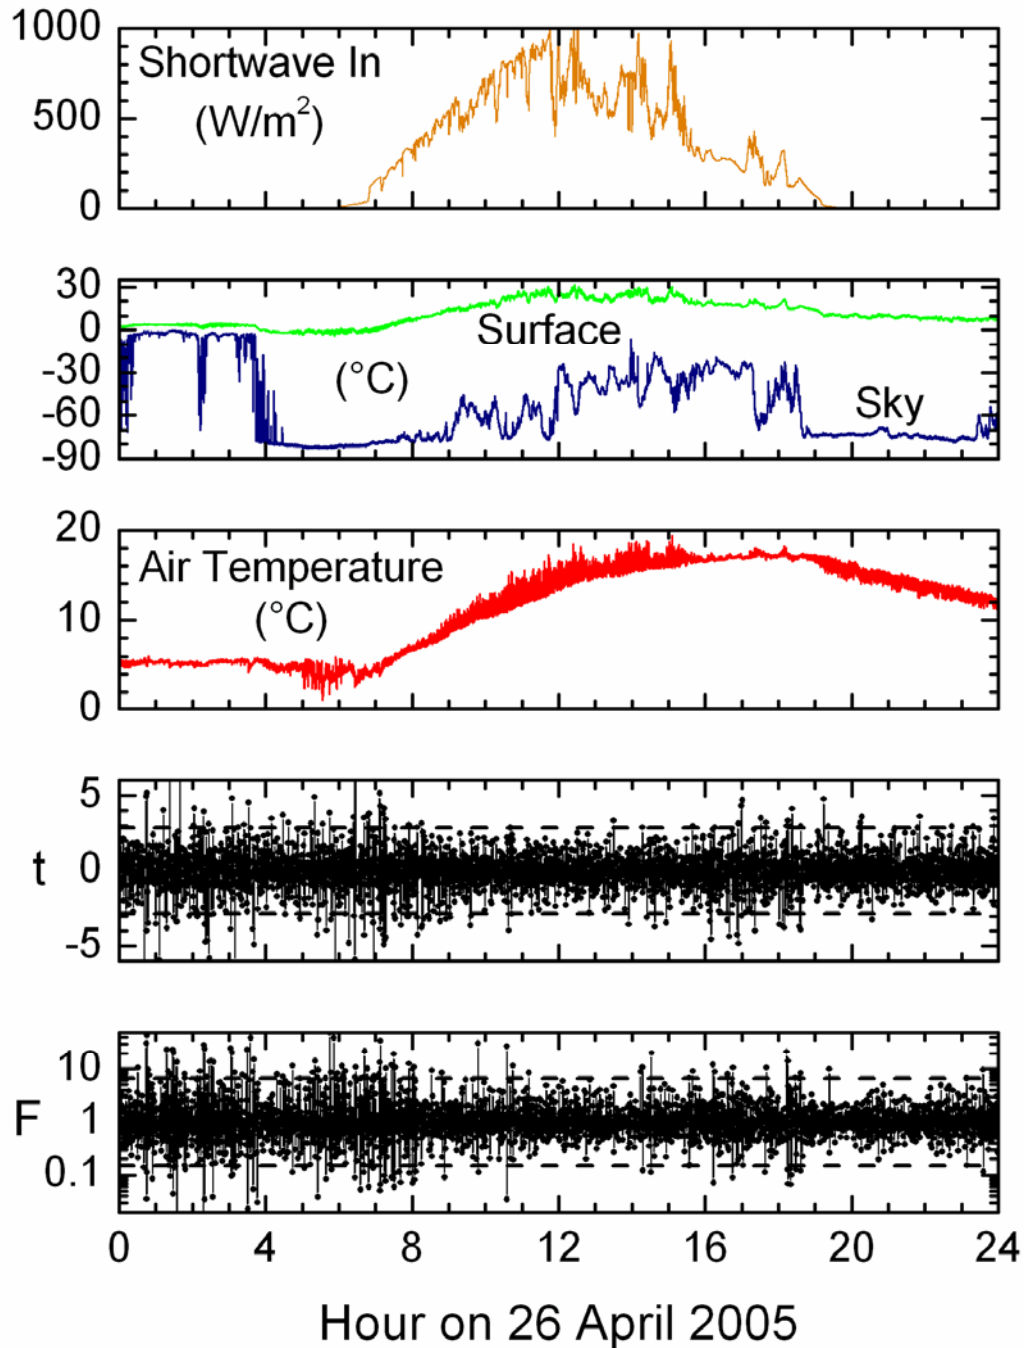 1000
Shortwave In
(W/m²)
500
0
30
0
Surface
-30
(°C)
-60
Sky
-90
20
Air Temperature
(°C)
10
0
5
t
0
-5
10
F
1
0.1
0 4 8 12 16 20 24
Hour on 26 April 2005